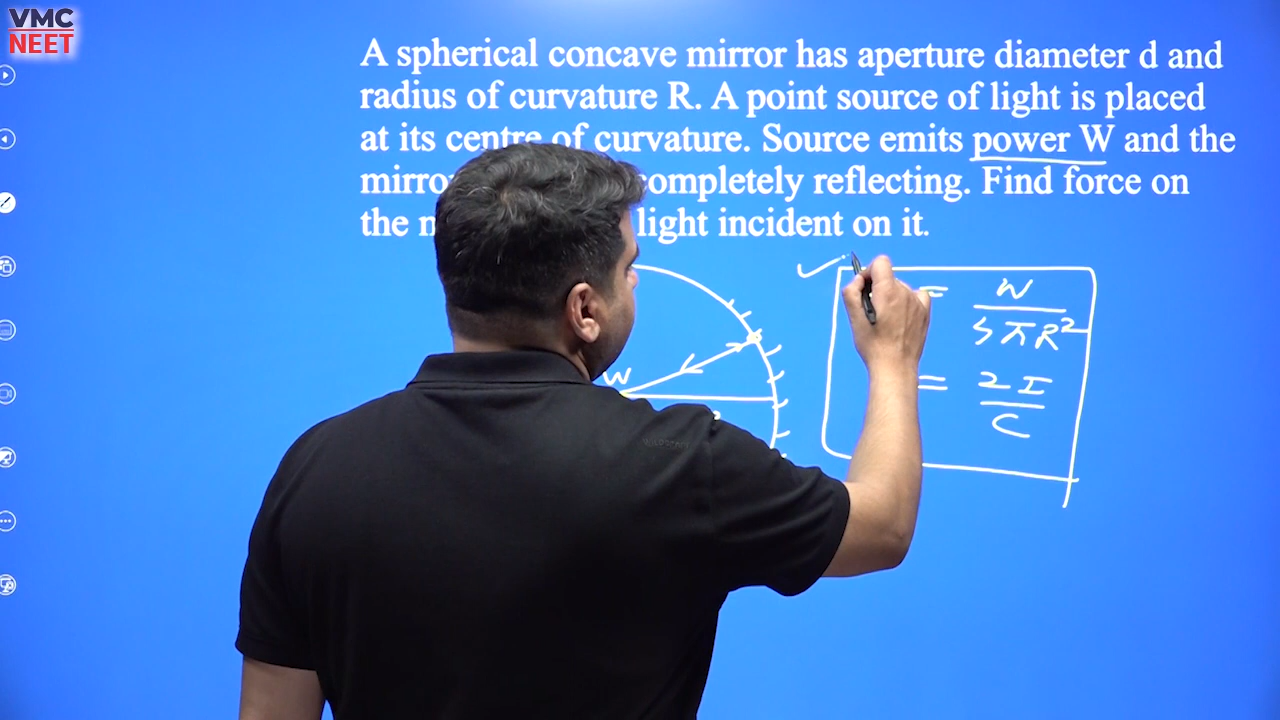 VMC
NEET
A spherical concave mirror has aperture diameter d and
radius of curvature R. A point source of light is placed
at its centre of curvature. Source emits power W and the
completely reflecting. Find force on
the light incident on it.
W
= W / 4πR²
= 2I / C